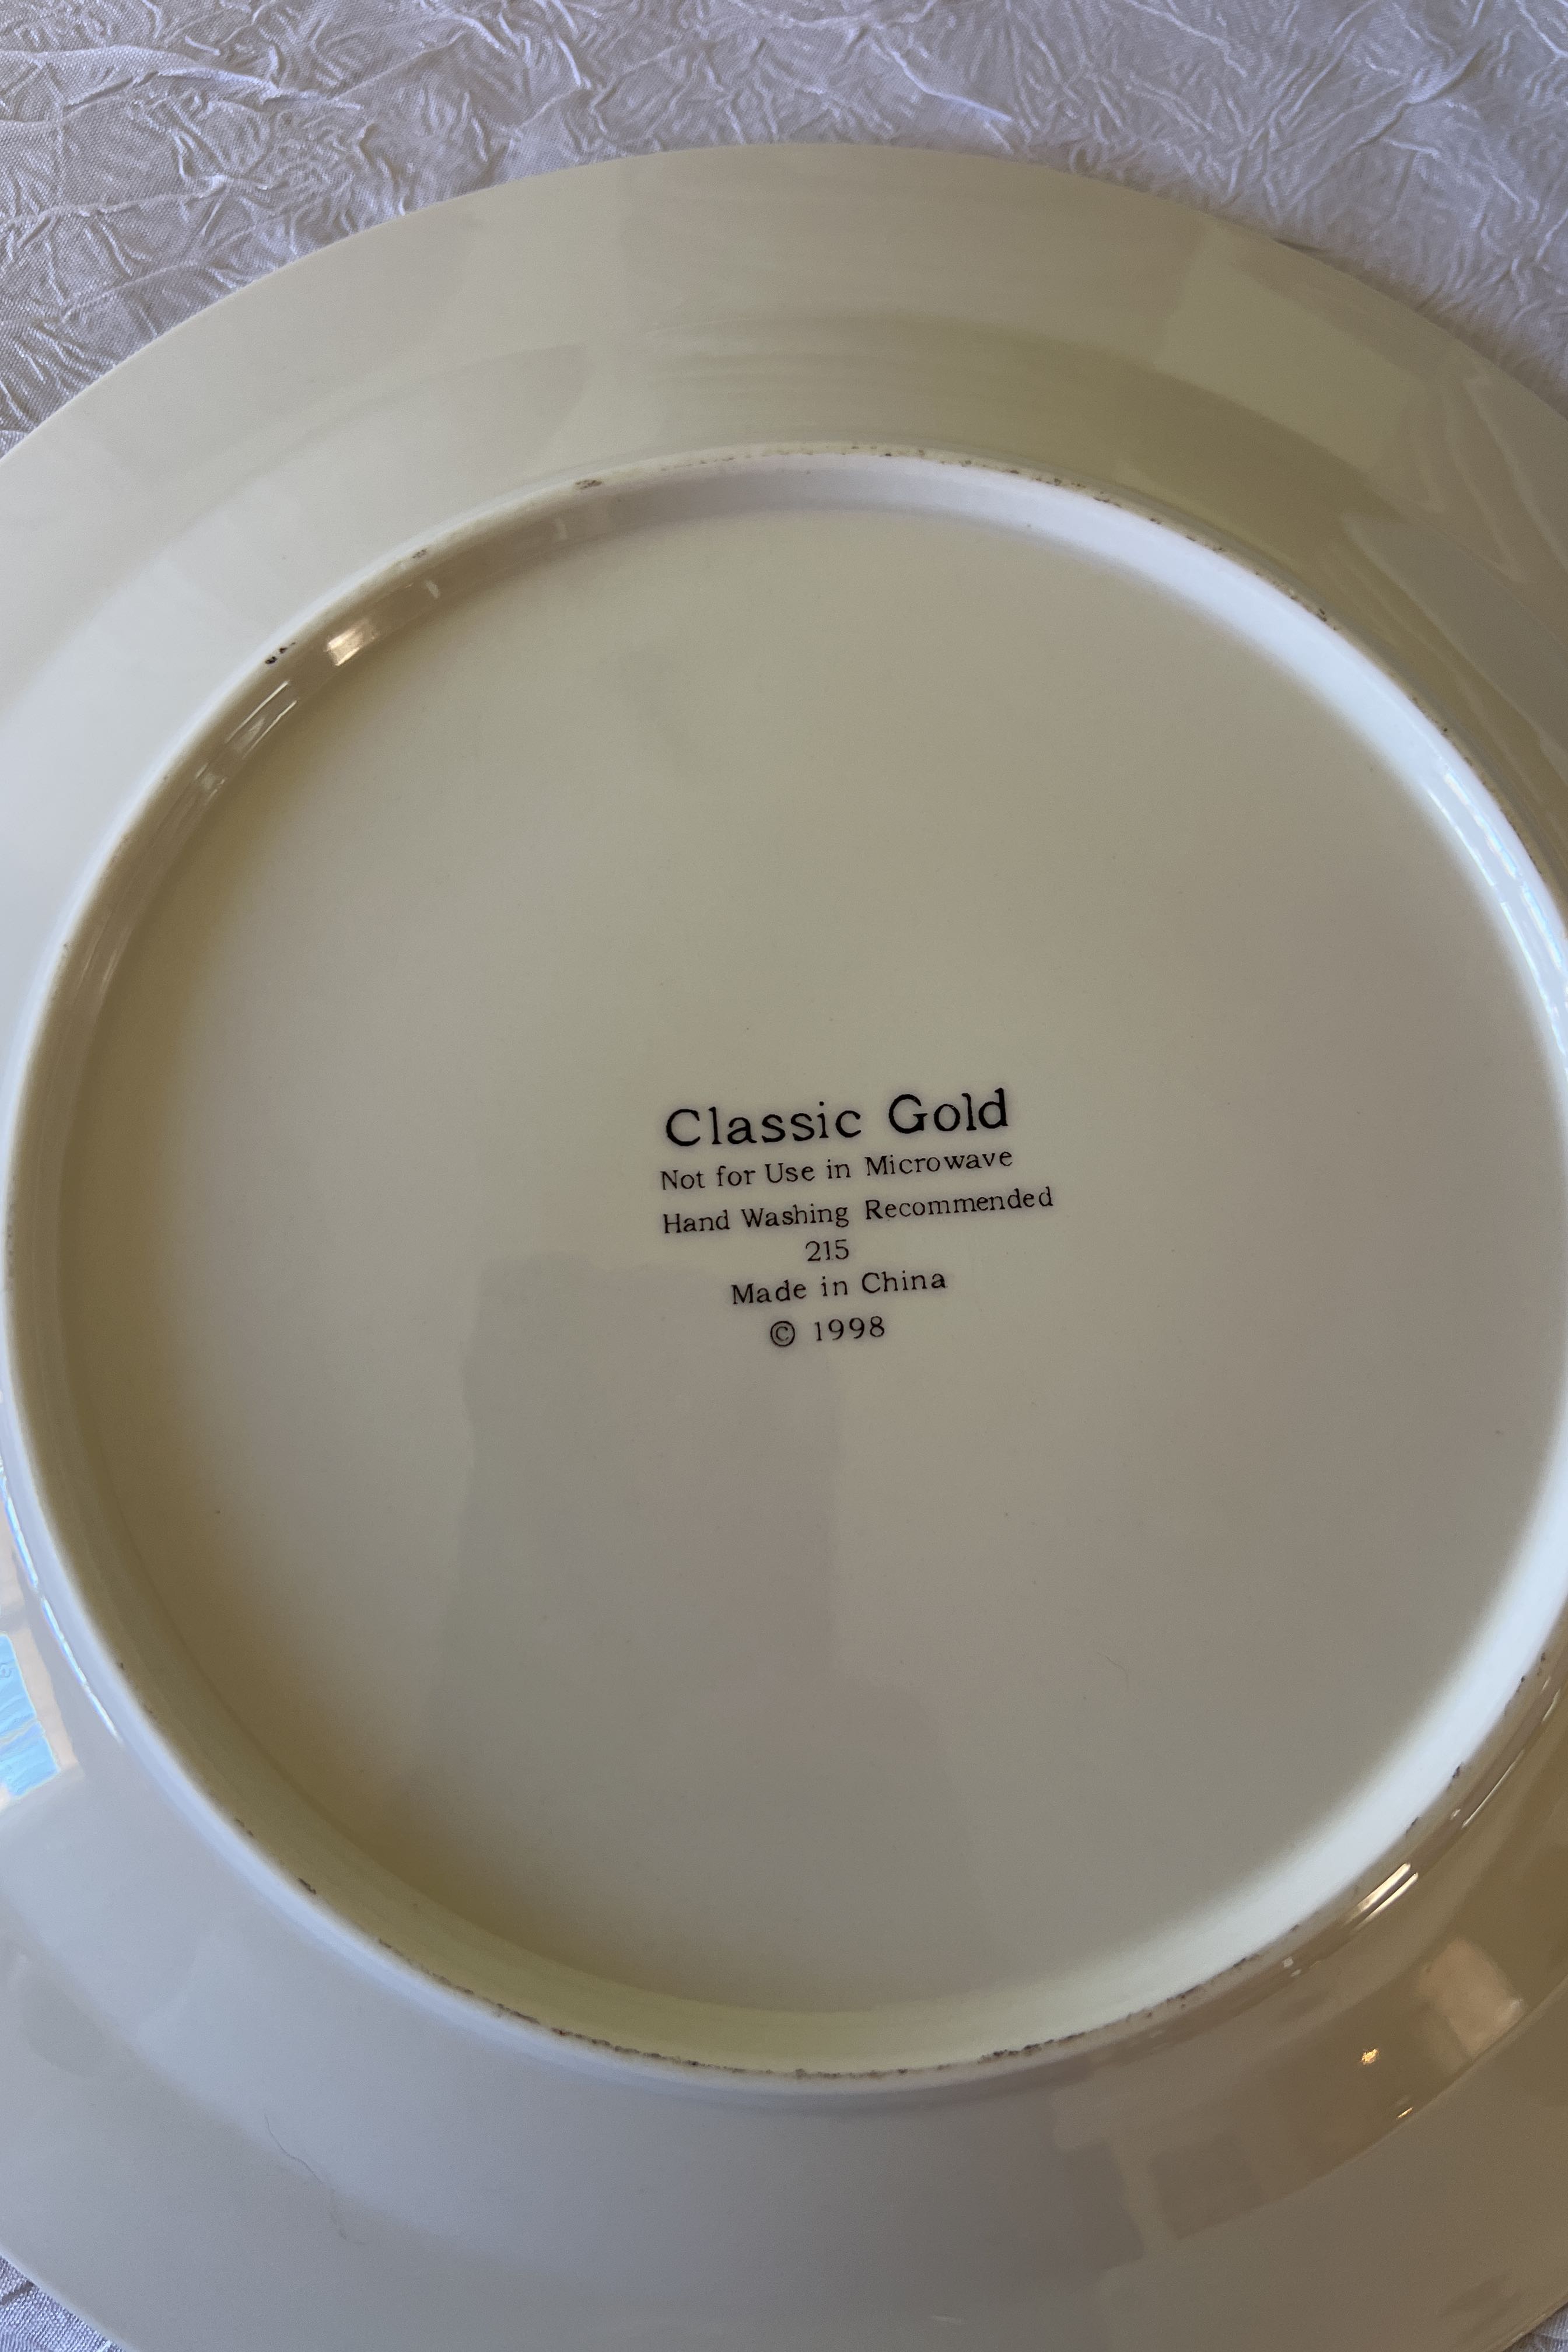 Classic Gold
Not for Use in Microwave
Hand Washing Recommended
215
Made in China
© 1998